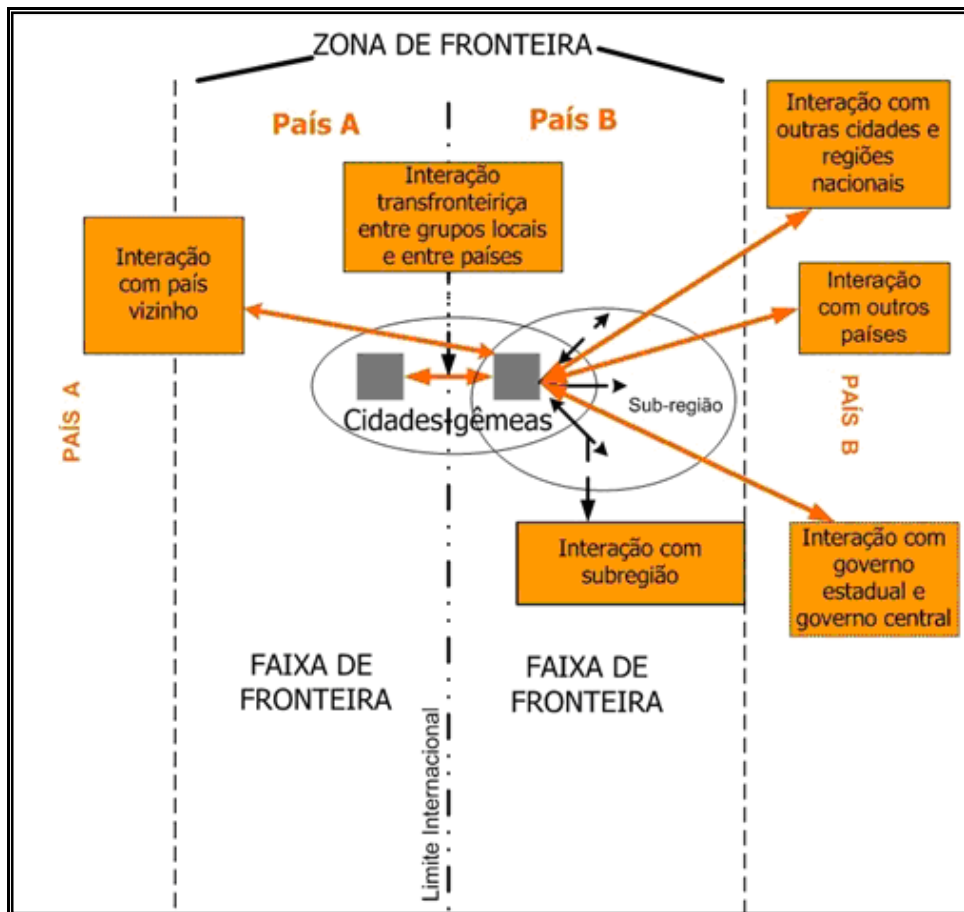 ZONA DE FRONTEIRA
País A
País B
Interação com
outras cidades e
regiões
nacionais
Interação
transfronteiriça
entre grupos locais
e entre países
Interação
com país
vizinho
Interação
com outros
países
PAÍS A
PAÍS B
Cidades-gêmeas
Sub-região
Interação com
subregião
Interação com
governo
estadual e
governo central
FAIXA DE
FRONTEIRA
FAIXA DE
FRONTEIRA
Limite Internacional